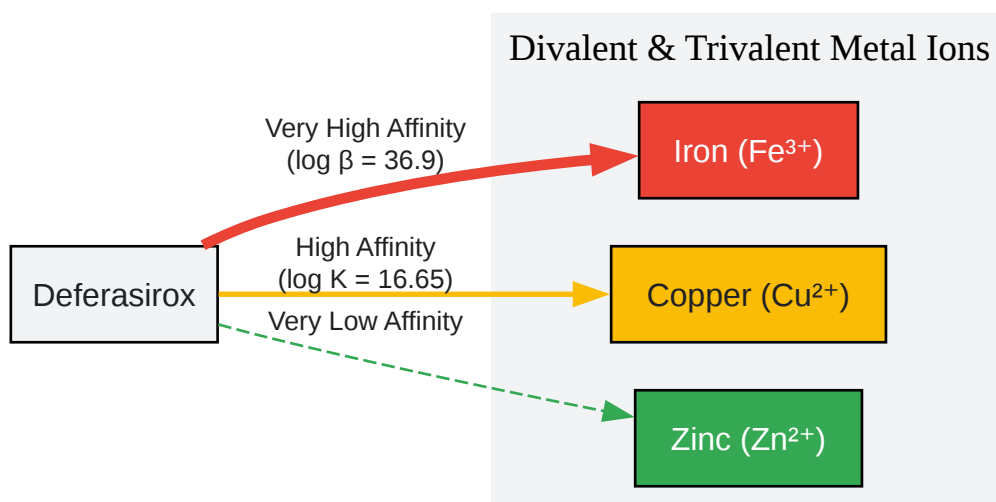 Divalent & Trivalent Metal Ions
Very High Affinity
(log β = 36.9)
Iron (Fe³⁺)
High Affinity
(log K = 16.65)
Deferasirox
Copper (Cu²⁺)
Very Low Affinity
Zinc (Zn²⁺)